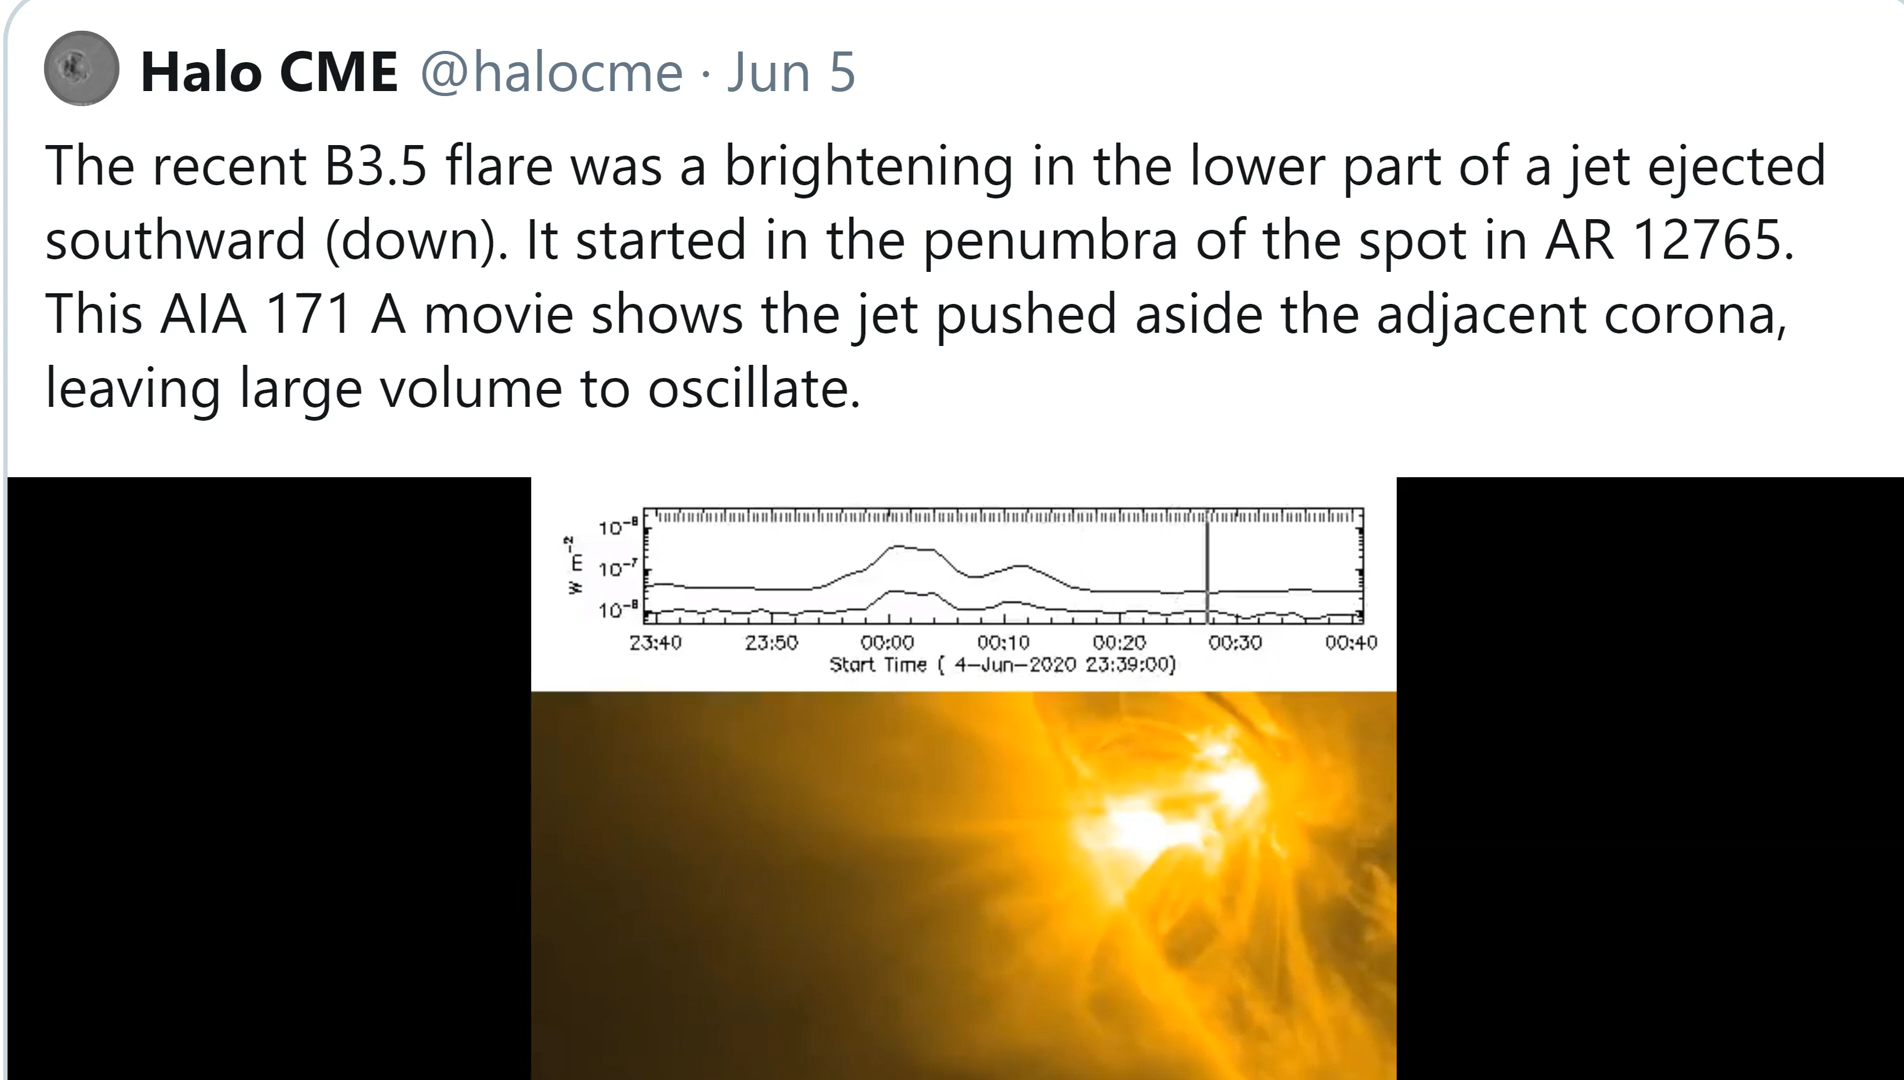 Halo CME @halocme · Jun 5
The recent B3.5 flare was a brightening in the lower part of a jet ejected
southward (down). It started in the penumbra of the spot in AR 12765.
This AIA 171 A movie shows the jet pushed aside the adjacent corona,
leaving large volume to oscillate.
10⁻⁶
W m⁻²
10⁻⁷
10⁻⁸
23:40 23:50 00:00 00:10 00:20 00:30 00:40
Start Time ( 4-Jun-2020 23:39:00)